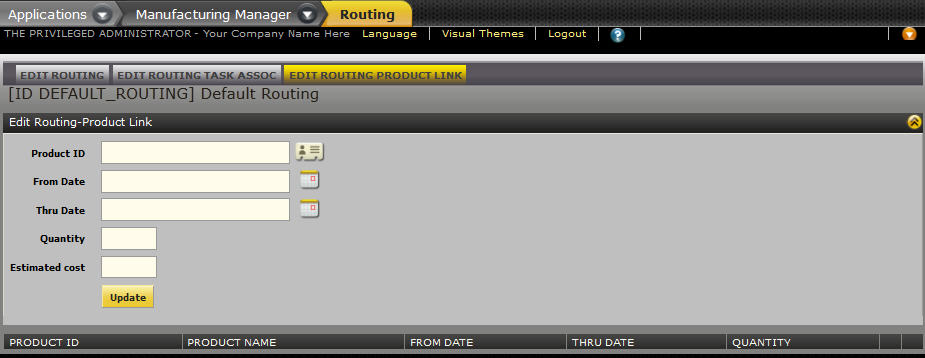 Applications Manufacturing Manager Routing
THE PRIVILEGED ADMINISTRATOR - Your Company Name Here Language Visual Themes Logout ?
EDIT ROUTING EDIT ROUTING TASK ASSOC EDIT ROUTING PRODUCT LINK
[ID DEFAULT_ROUTING] Default Routing
Edit Routing-Product Link
Product ID
From Date
Thru Date
Quantity
Estimated cost
Update
PRODUCT ID PRODUCT NAME FROM DATE THRU DATE QUANTITY